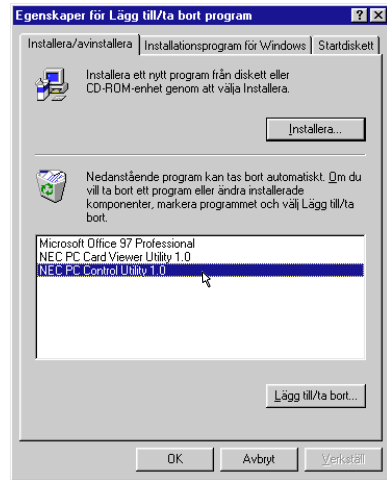 Egenskaper för Lägg till/ta bort program
Installera/avinstallera Installationsprogram för Windows Startdiskett
Installera ett nytt program från diskett eller
CD-ROM-enhet genom att välja Installera.
Installera...
Nedanstående program kan tas bort automatiskt. Om du
vill ta bort ett program eller ändra installerade
komponenter, markera programmet och välj Lägg till/ta
bort.
Microsoft Office 97 Professional
NEC PC Card Viewer Utility 1.0
NEC PC Control Utility 1.0
Lägg till/ta bort...
OK Avbryt Verkställ